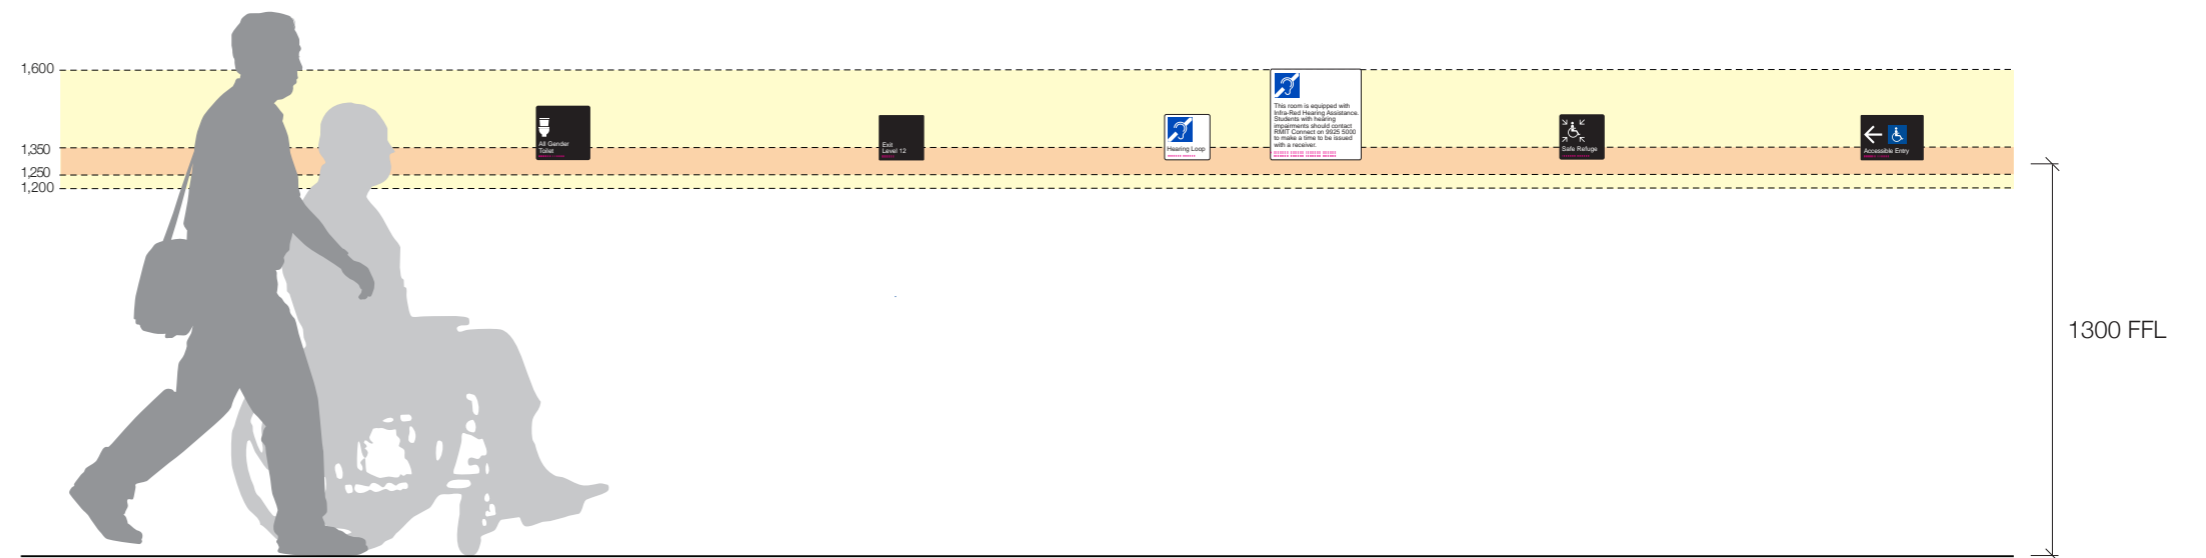 1,600
1,350
1,250
1,200
All Gender
Toilet
Exit
Level 12
Hearing Loop
This room is equipped with
Infra-Red Hearing Assistance.
Students with hearing
impairments should contact
RMIT Connect on 9925 5000
to make a time to be issued
with a receiver.
Safe Refuge
Accessible Entry
1300 FFL